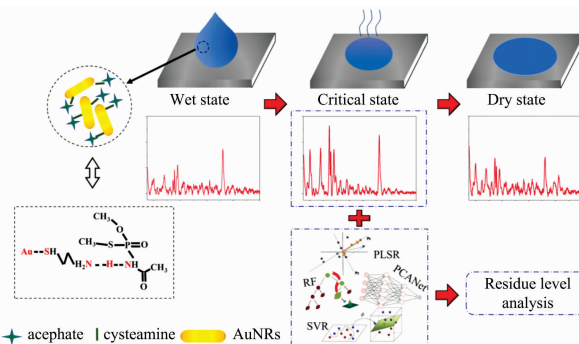 Wet state
Critical state
Dry state
CH₃
O
CH₃
S
P
O
Au
SH
H₂N
H
NH
CH₃
O
PLSR
RF
PCANet
SVR
Residue level
analysis
acephate
cysteamine
AuNRs